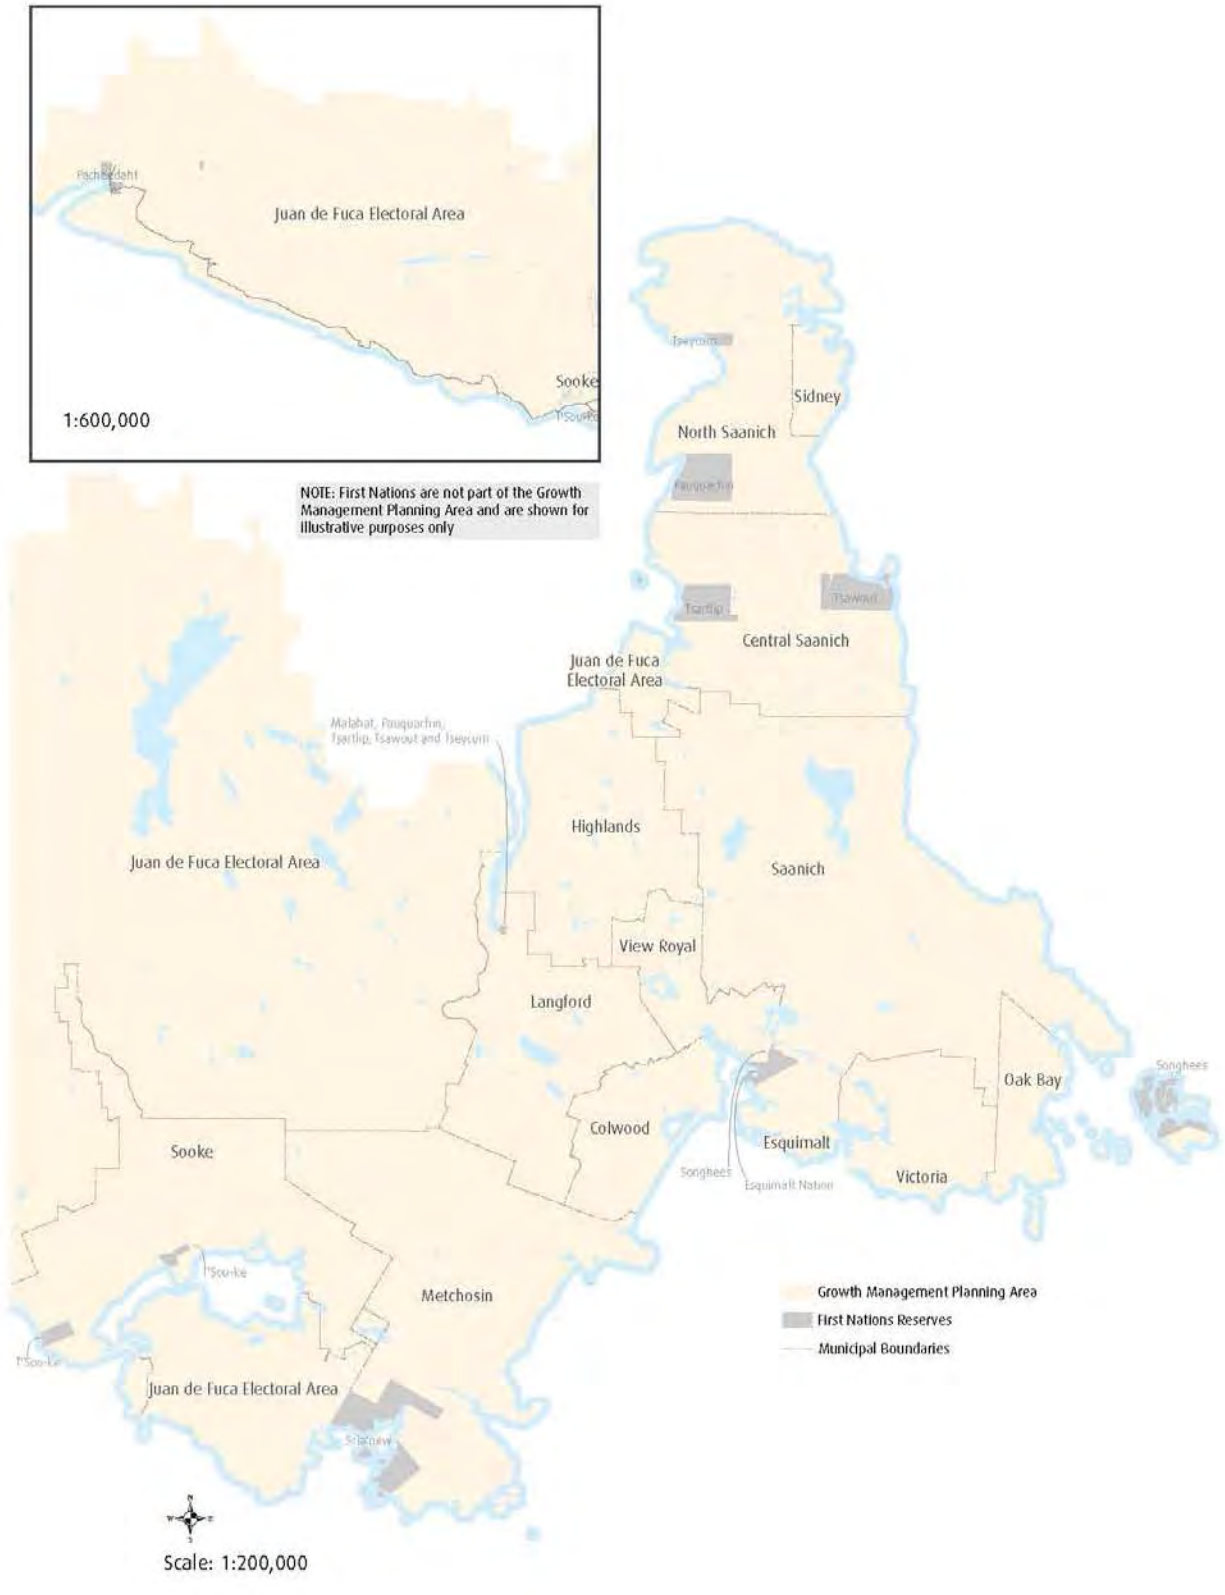 Pacheedaht
Juan de Fuca Electoral Area
Sooke
T'Sou-ke
1:600,000
NOTE: First Nations are not part of the Growth
Management Planning Area and are shown for
illustrative purposes only
Tseycum
Sidney
North Saanich
Pauquachin
Tsartlip
Tsawout
Central Saanich
Juan de Fuca
Electoral Area
Malahat, Pauquachin,
Tsartlip, Tsawout and Tseycum
Highlands
Juan de Fuca Electoral Area
Saanich
View Royal
Langford
Songhees
Oak Bay
Colwood
Esquimalt
Sooke
Songhees
Esquimalt Nation
Victoria
T'Sou-ke
Metchosin
Growth Management Planning Area
First Nations Reserves
Municipal Boundaries
T'Sou-ke
Juan de Fuca Electoral Area
N
W
E
S
Scale: 1:200,000